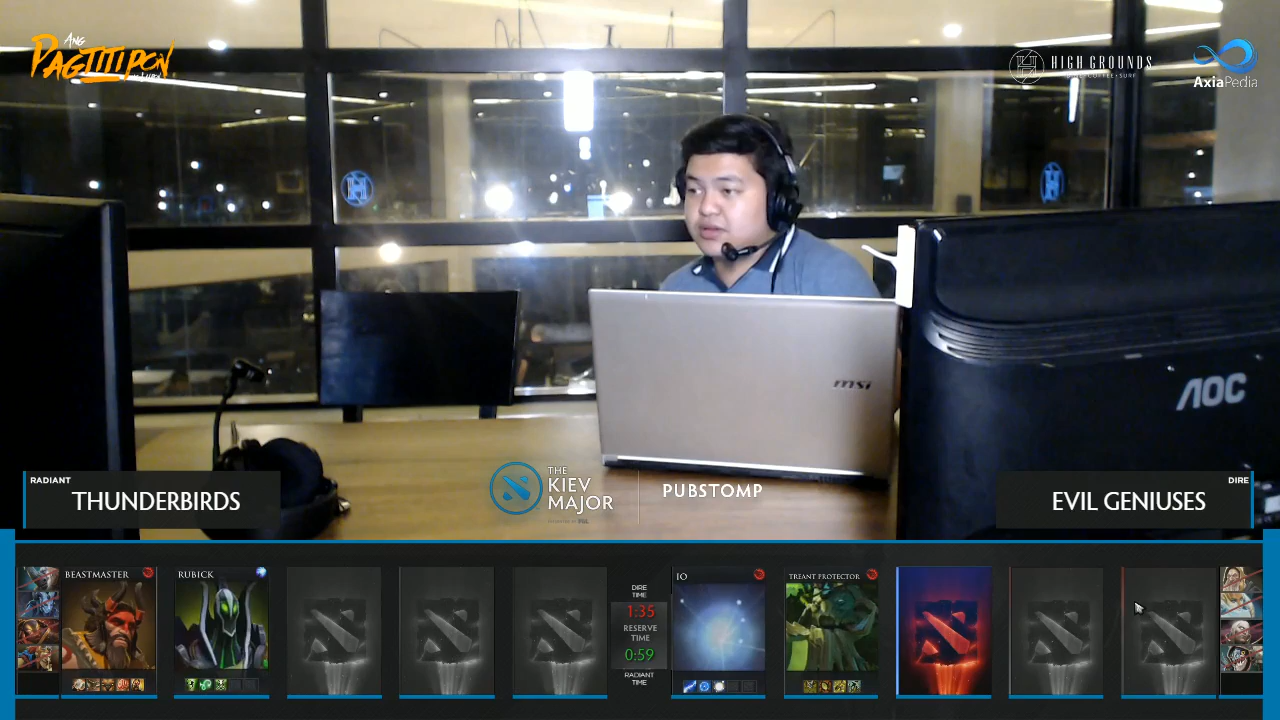 ANG
PAGTITIPON
HIGH GROUNDS
AxiaPedia
msi
AOC
RADIANT
THUNDERBIRDS
THE
KIEV
MAJOR
PUBSTOMP
DIRE
EVIL GENIUSES
BEASTMASTER
RUBICK
DIRE
TIME
1:35
RESERVE
TIME
0:59
RADIANT
TIME
IO
TREANT PROTECTOR